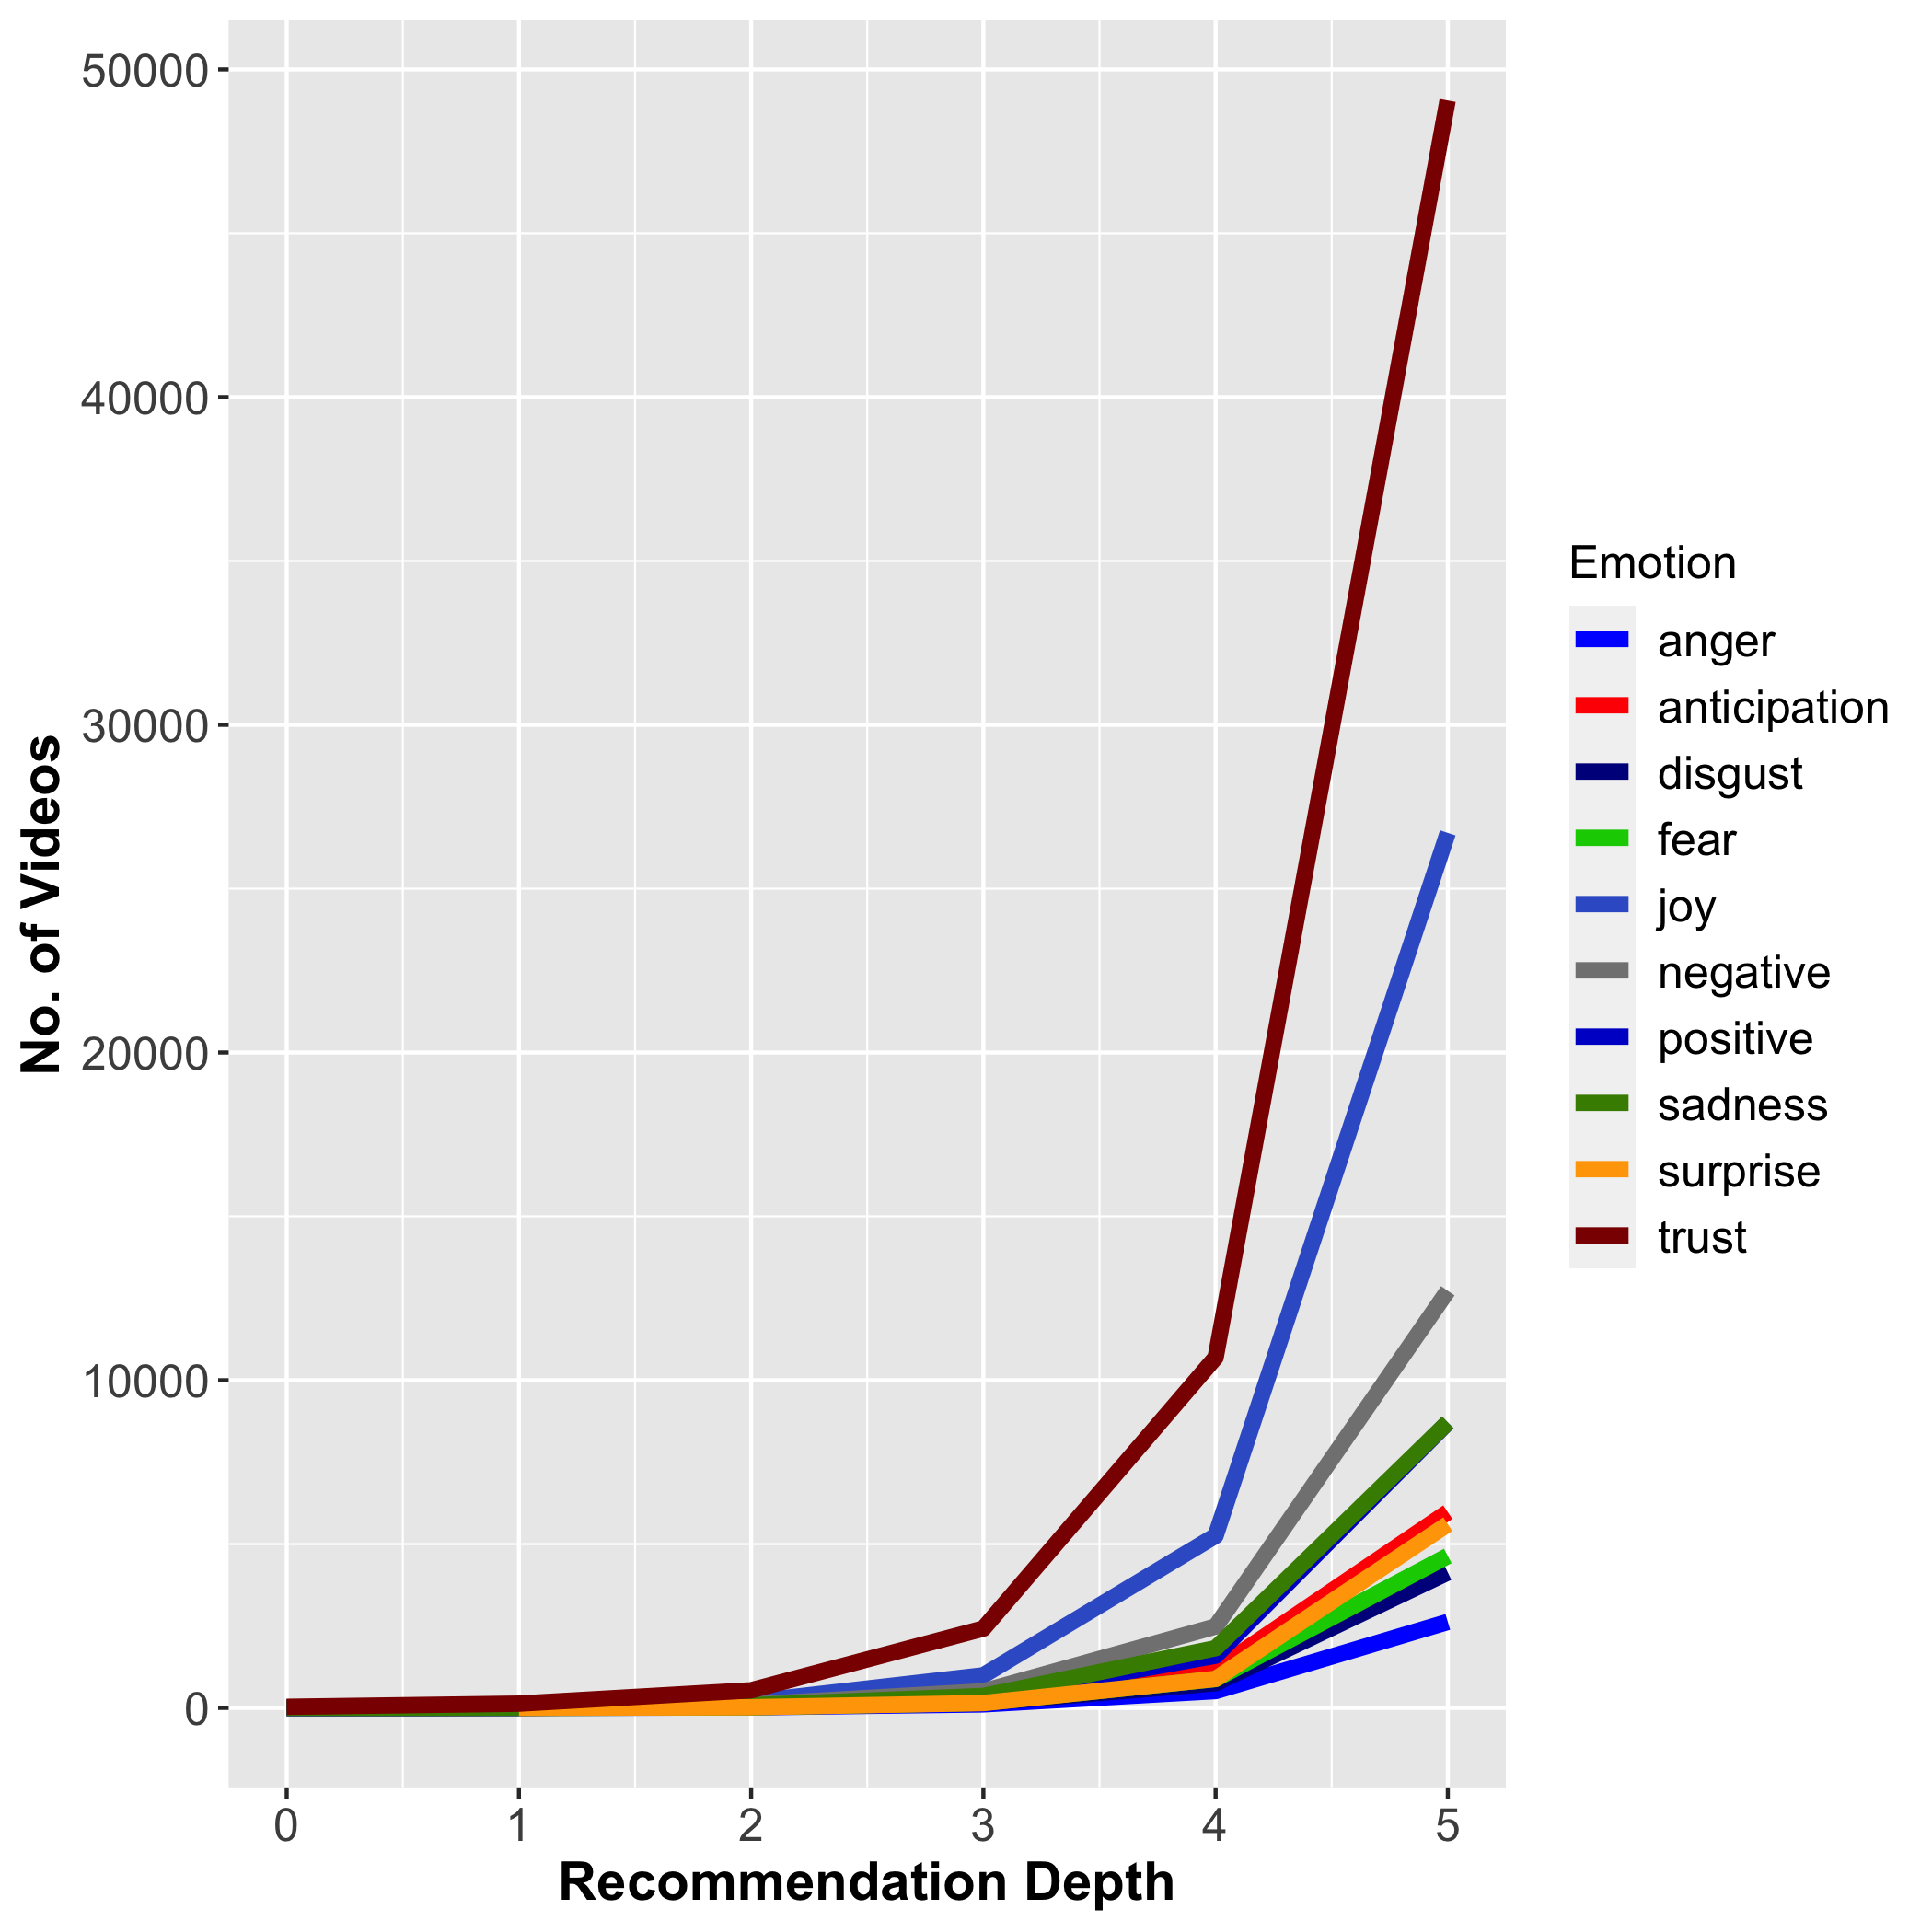 50000
40000
30000
20000
10000
0
No. of Videos
0 1 2 3 4 5
Recommendation Depth
Emotion
anger
anticipation
disgust
fear
joy
negative
positive
sadness
surprise
trust